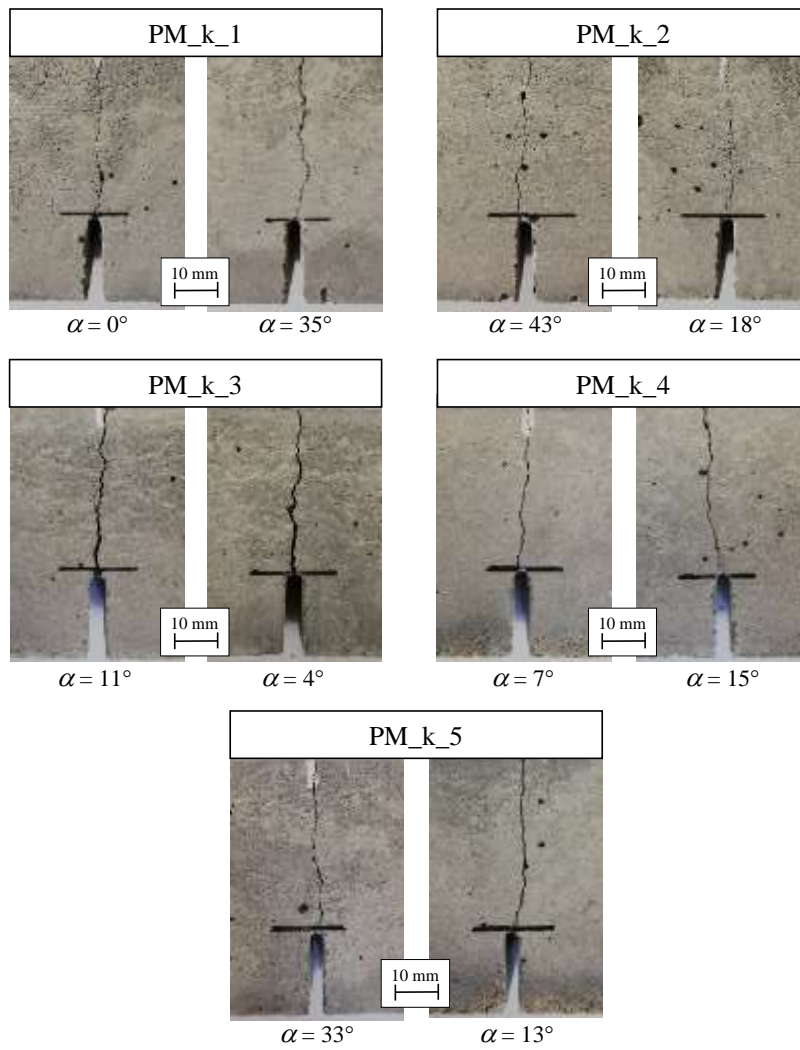 PM_k_1
PM_k_2
10 mm
10 mm
α = 0°
α = 35°
α = 43°
α = 18°
PM_k_3
PM_k_4
10 mm
10 mm
α = 11°
α = 4°
α = 7°
α = 15°
PM_k_5
10 mm
α = 33°
α = 13°